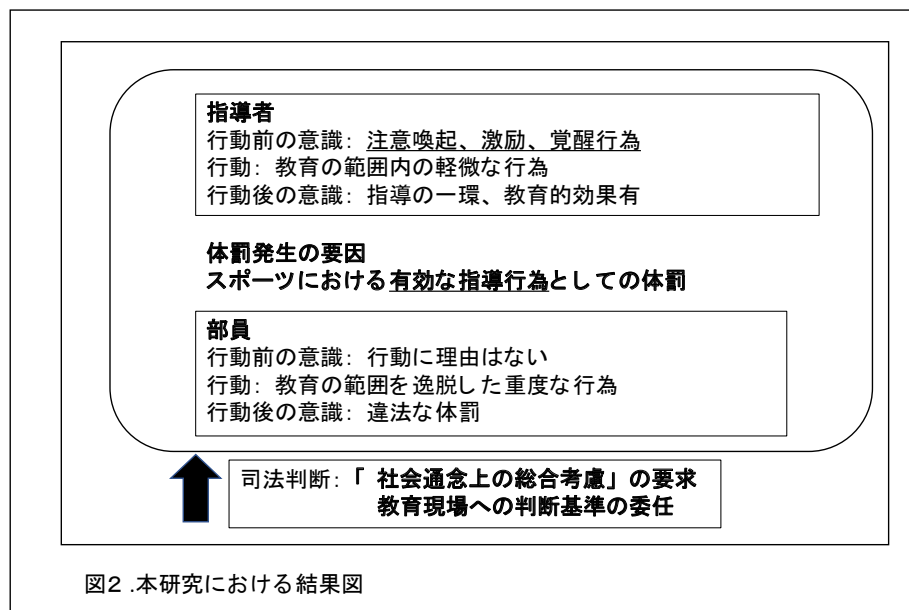 指導者
行動前の意識: 注意喚起、激励、覚醒行為
行動: 教育の範囲内の軽微な行為
行動後の意識: 指導の一環、教育的効果有
体罰発生の要因
スポーツにおける有効な指導行為としての体罰
部員
行動前の意識: 行動に理由はない
行動: 教育の範囲を逸脱した重度な行為
行動後の意識: 違法な体罰
司法判断:「 社会通念上の総合考慮」の要求
教育現場への判断基準の委任
図2 .本研究における結果図